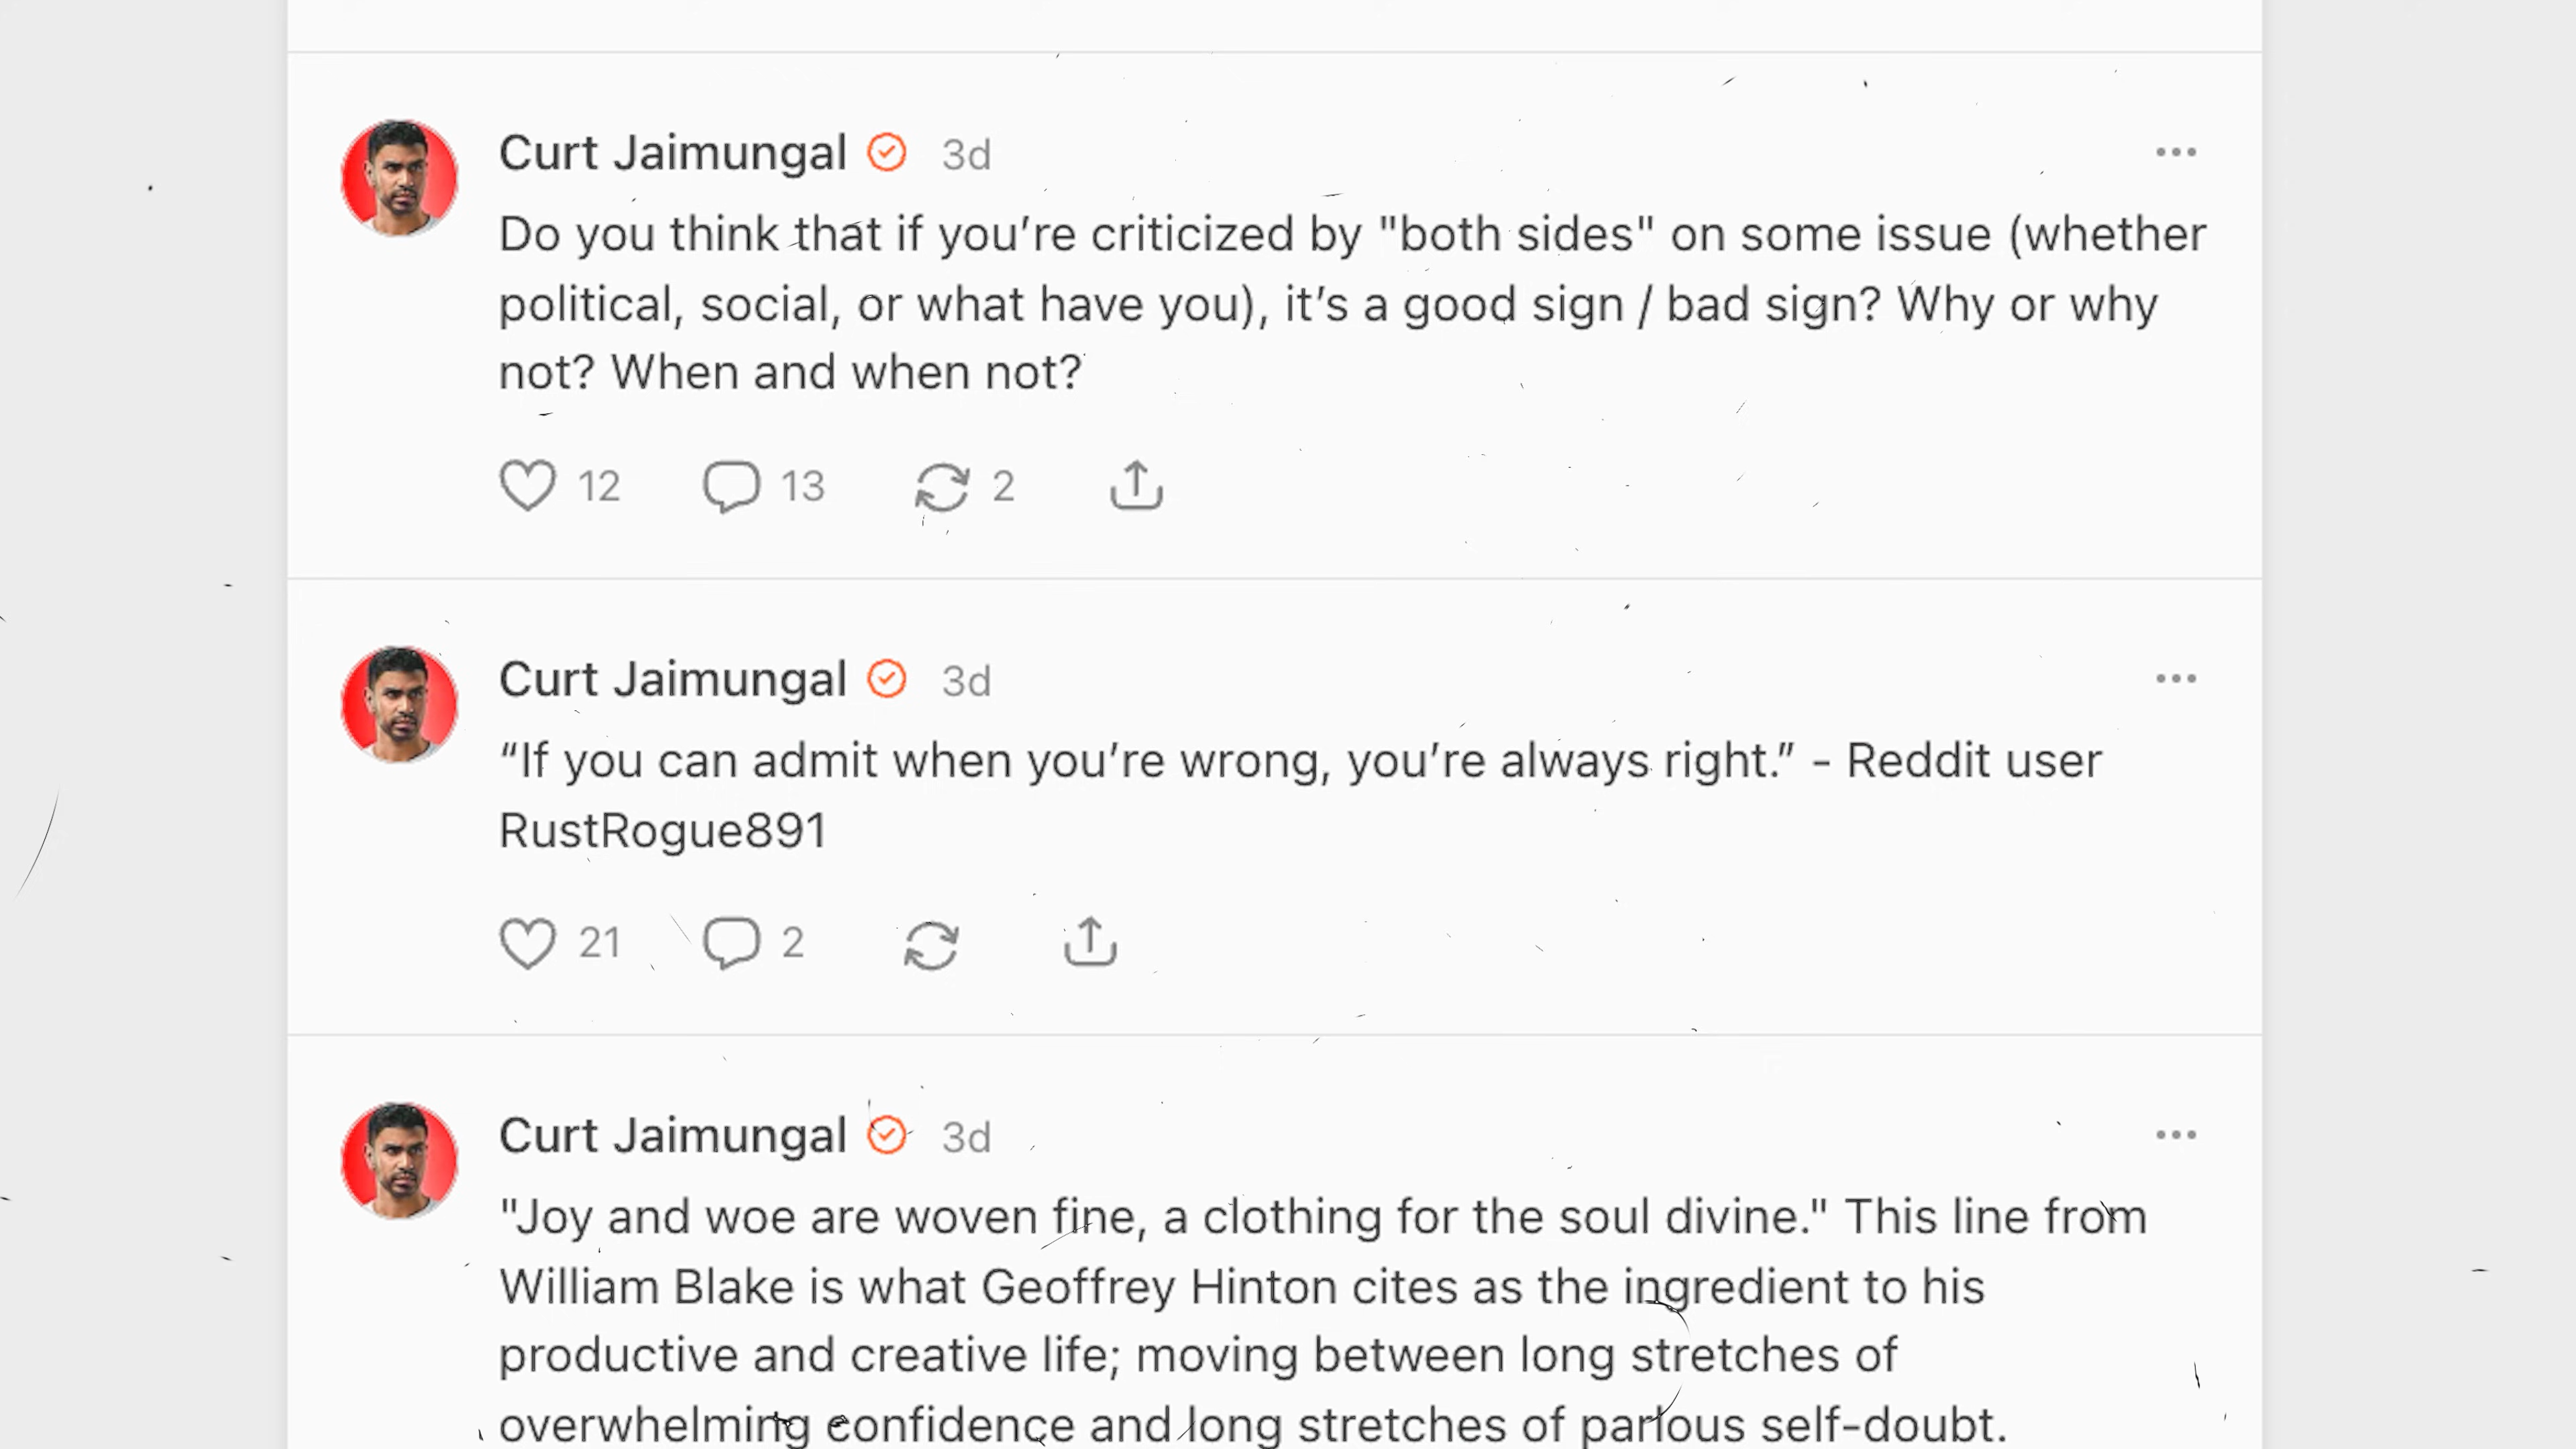 Curt Jaimungal 3d
Do you think that if you’re criticized by "both sides" on some issue (whether
political, social, or what have you), it’s a good sign / bad sign? Why or why
not? When and when not?
12 13 2
Curt Jaimungal 3d
“If you can admit when you’re wrong, you’re always right.” - Reddit user
RustRogue891
21 2
Curt Jaimungal 3d
"Joy and woe are woven fine, a clothing for the soul divine." This line from
William Blake is what Geoffrey Hinton cites as the ingredient to his
productive and creative life; moving between long stretches of
overwhelming confidence and long stretches of parlous self-doubt.